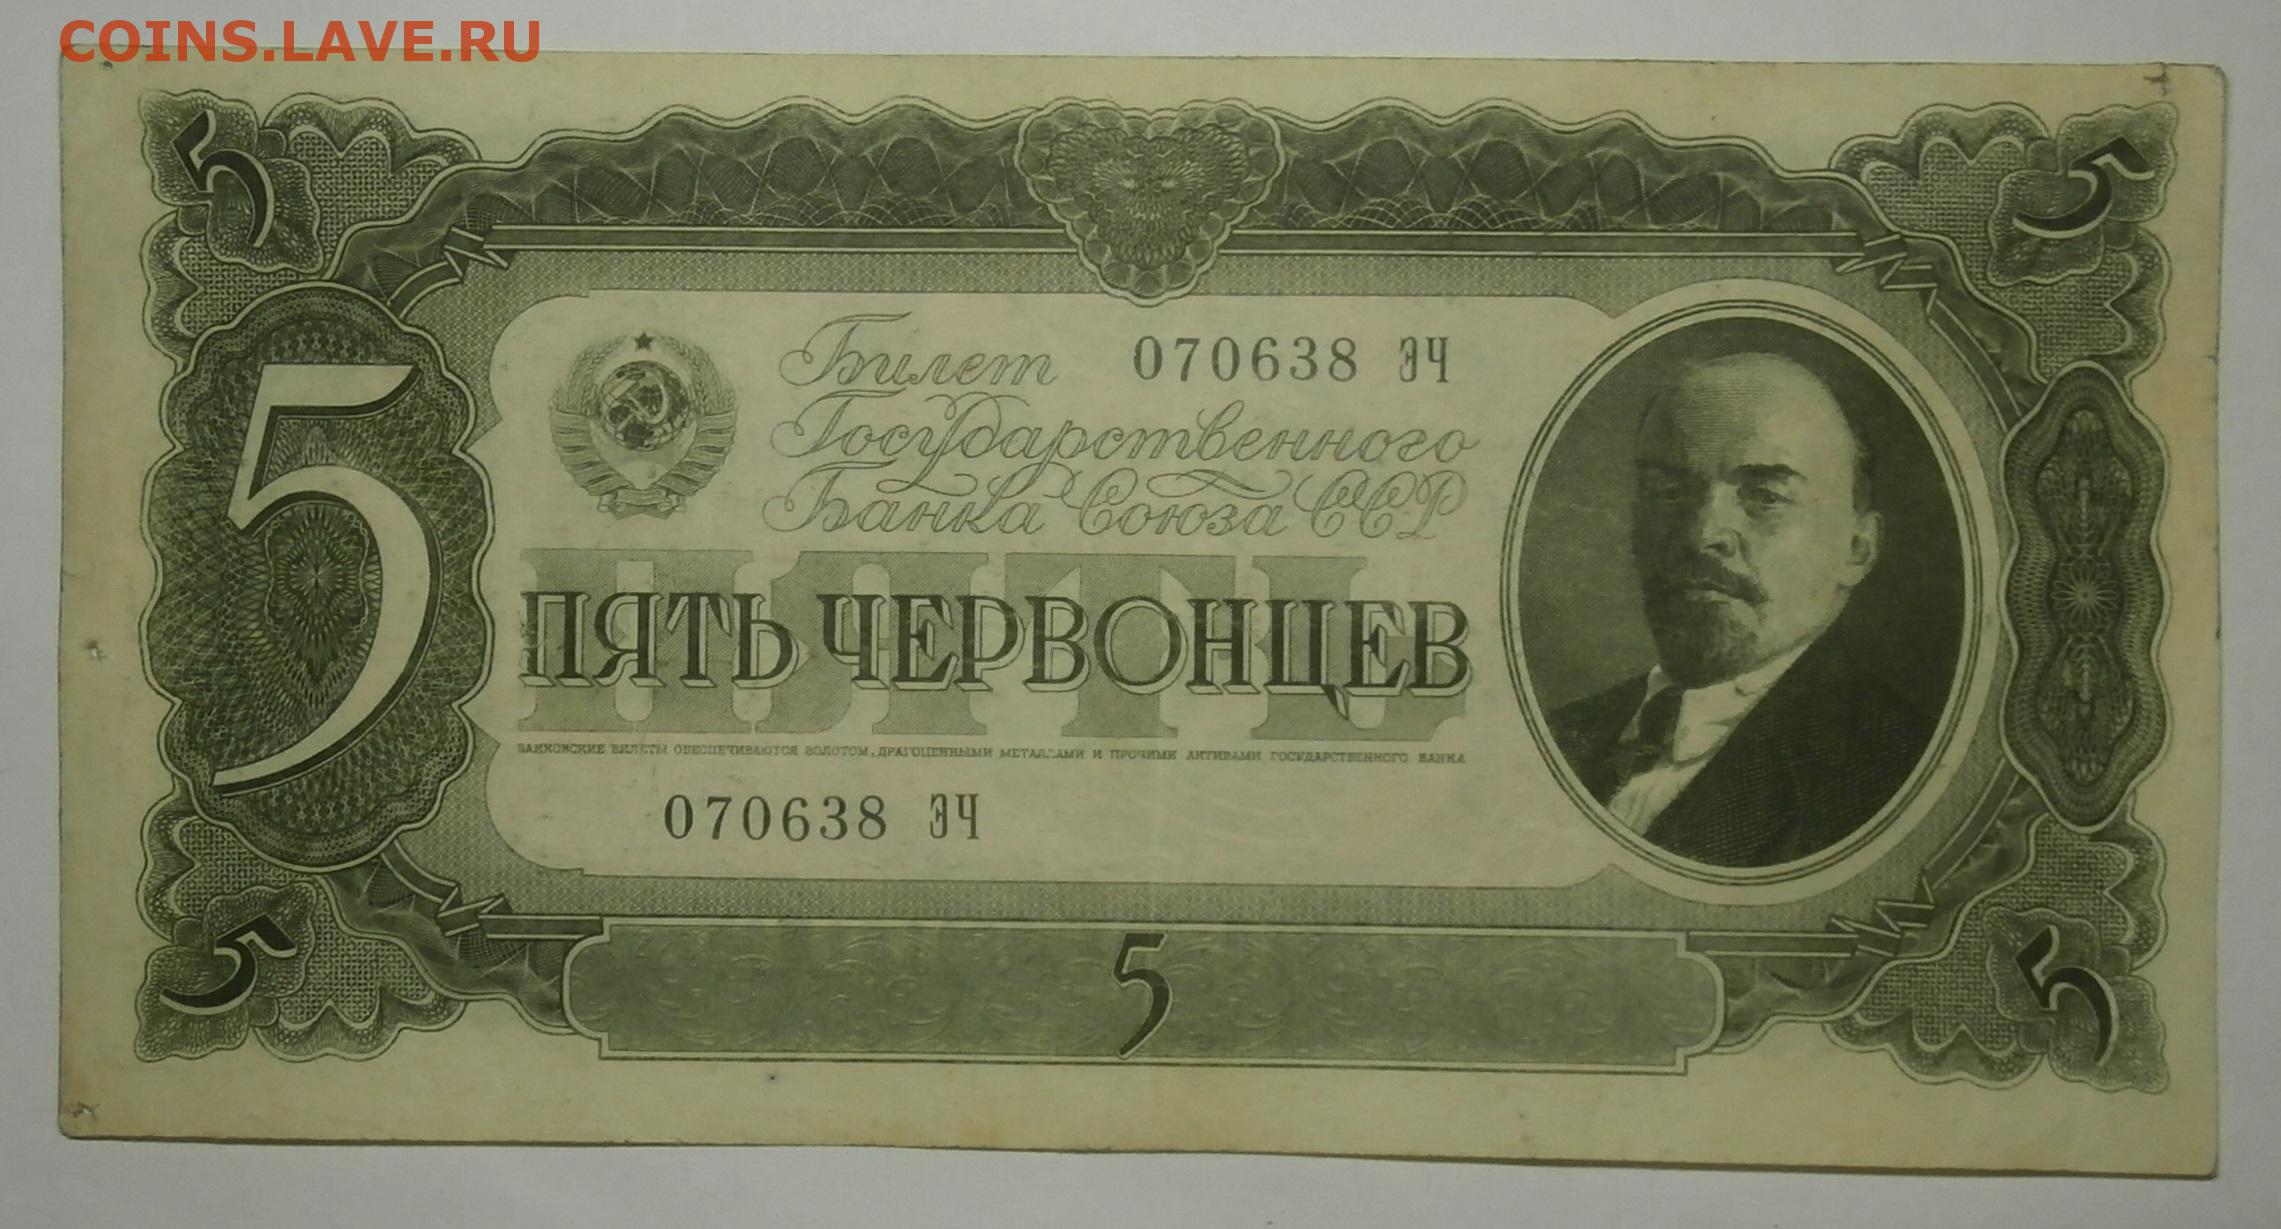 COINS.LAVE.RU
5 5
Билет 070638 ЭЧ
Государственного
Банка Союза ССР
5
ПЯТЬ
ПЯТЬ ЧЕРВОНЦЕВ
БАНКОВСКИЕ БИЛЕТЫ ОБЕСПЕЧИВАЮТСЯ ЗОЛОТОМ, ДРАГОЦЕННЫМИ МЕТАЛЛАМИ И ПРОЧИМИ АКТИВАМИ ГОСУДАРСТВЕННОГО БАНКА
070638 ЭЧ
5 5 5